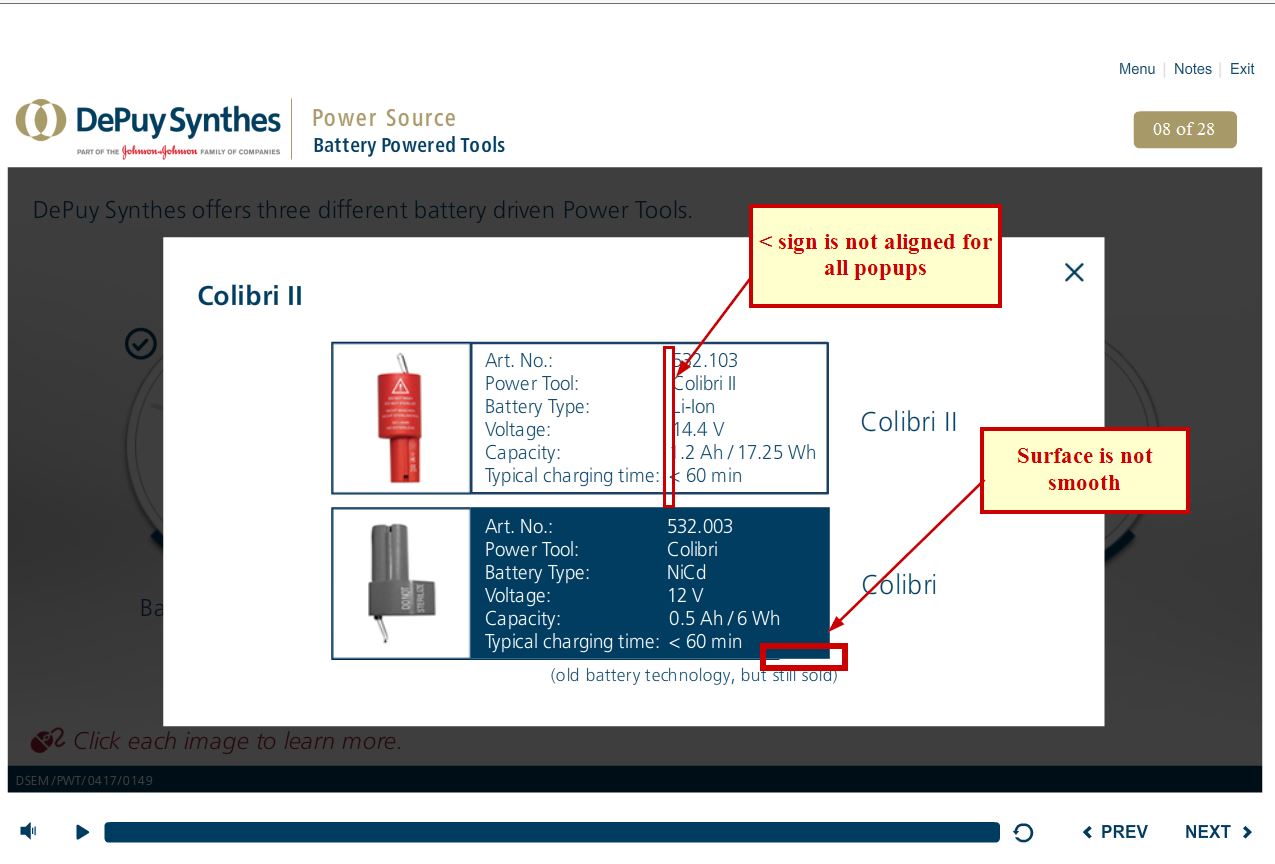 Menu | Notes | Exit
DePuy Synthes
PART OF THE Johnson & Johnson FAMILY OF COMPANIES
Power Source
Battery Powered Tools
08 of 28
DePuy Synthes offers three different battery driven Power Tools.
< sign is not aligned for
all popups
Colibri II
Art. No.: 532.103
Power Tool: Colibri II
Battery Type: Li-Ion
Voltage: 14.4 V
Capacity: 1.2 Ah / 17.25 Wh
Typical charging time: < 60 min
Colibri II
Surface is not
smooth
Art. No.: 532.003
Power Tool: Colibri
Battery Type: NiCd
Voltage: 12 V
Capacity: 0.5 Ah / 6 Wh
Typical charging time: < 60 min
DO NOT
STERILIZE
Colibri
Ba
(old battery technology, but still sold)
Click each image to learn more.
DSEM/PWT/0417/0149
PREV
NEXT